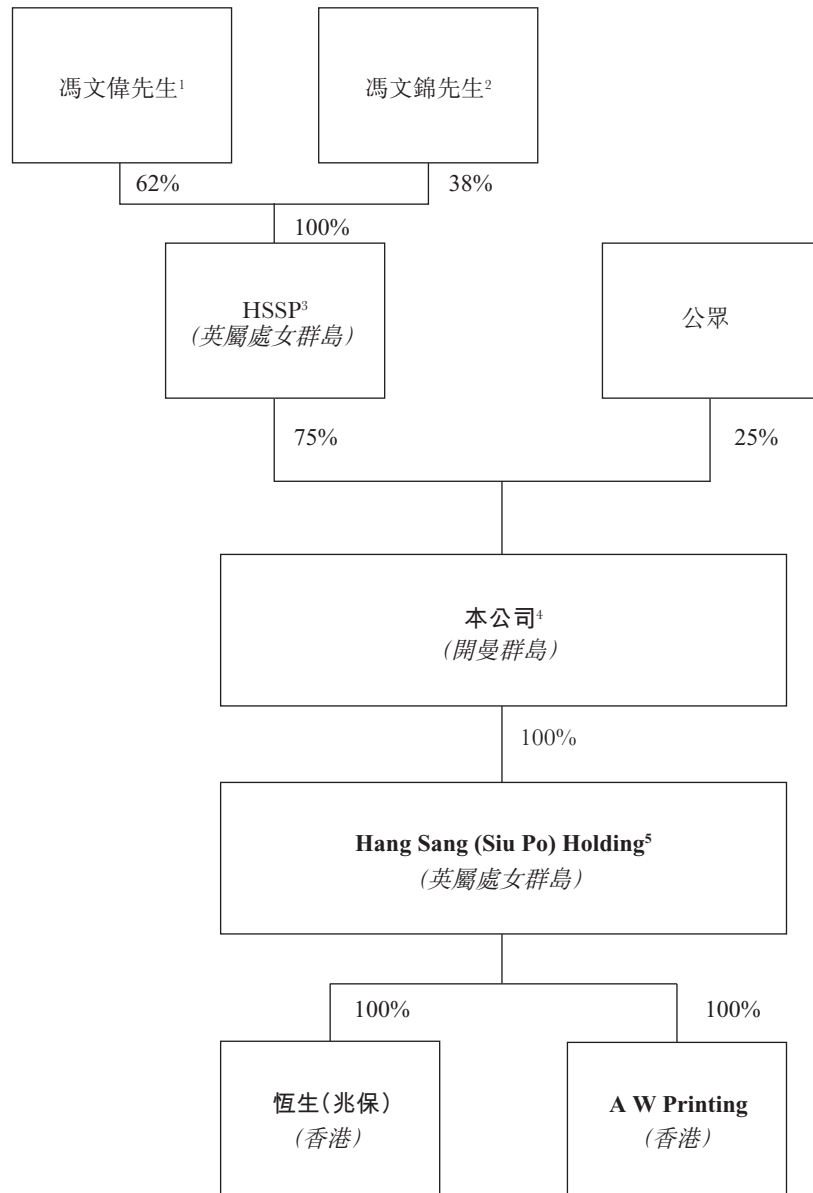 馮文偉先生1
馮文錦先生2
62%
38%
100%
HSSP3
(英屬處女群島)
公眾
75%
25%
本公司4
(開曼群島)
100%
Hang Sang (Siu Po) Holding5
(英屬處女群島)
100%
100%
恆生(兆保)
(香港)
A W Printing
(香港)